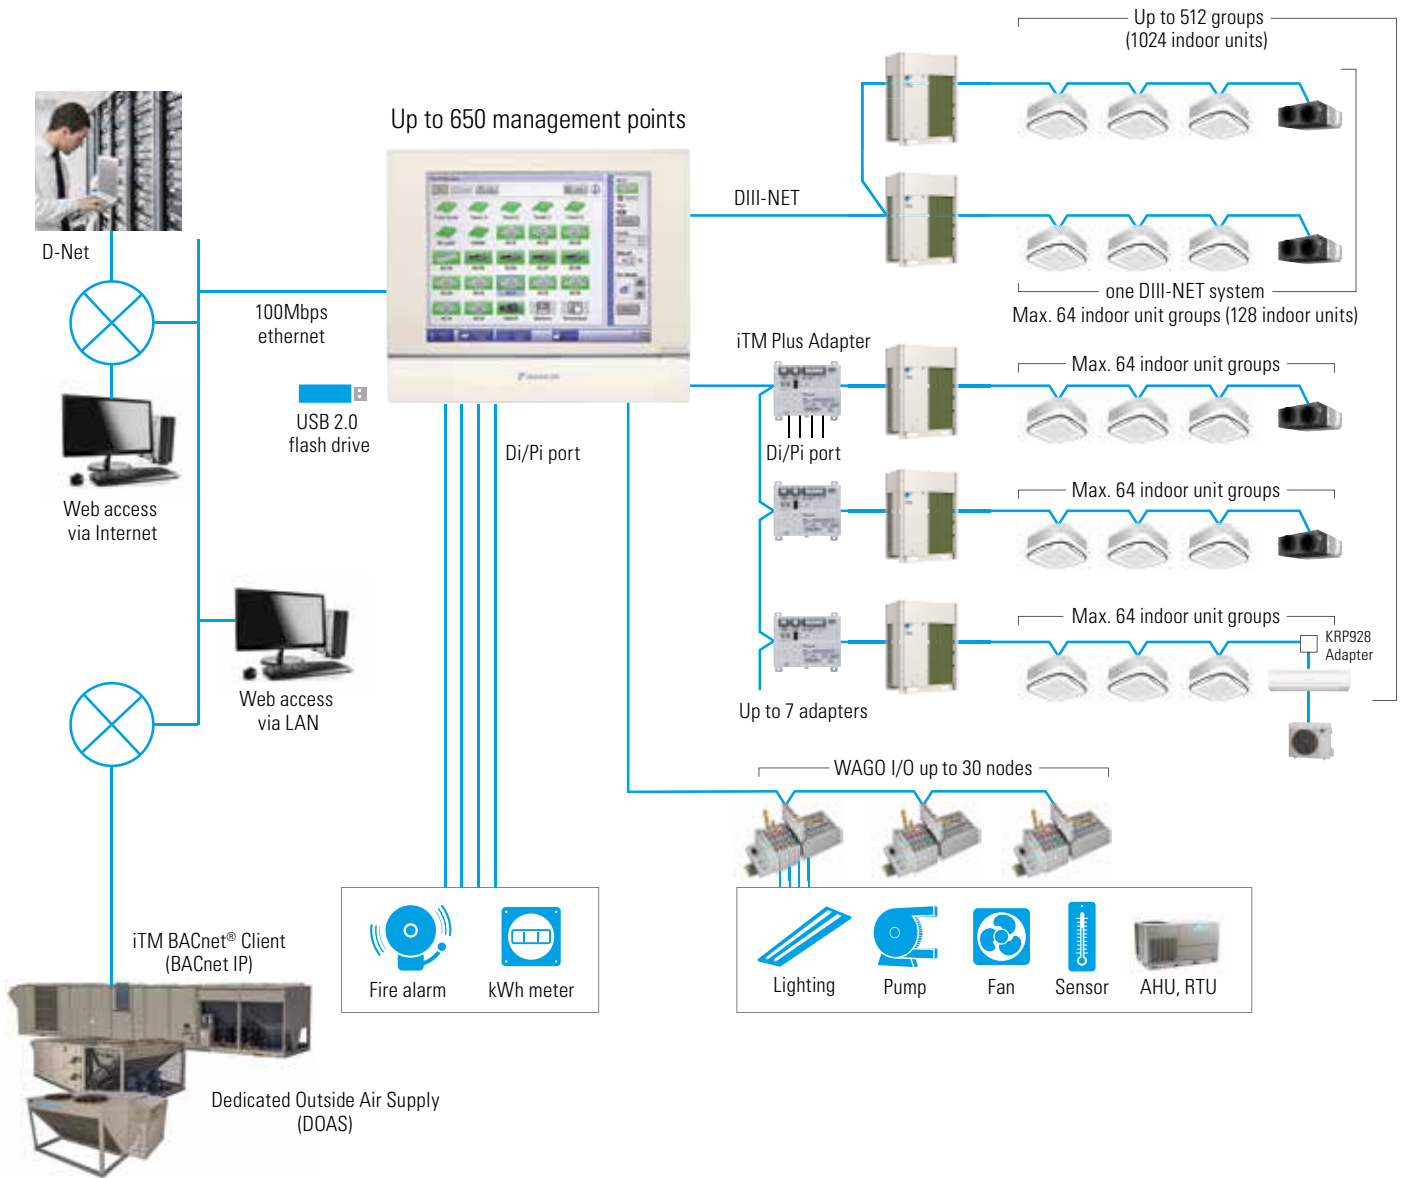 Up to 512 groups
(1024 indoor units)
Up to 650 management points
DIII-NET
D-Net
100Mbps
ethernet
one DIII-NET system
Max. 64 indoor unit groups (128 indoor units)
iTM Plus Adapter
Max. 64 indoor unit groups
USB 2.0
flash drive
Di/Pi port
Di/Pi port
Max. 64 indoor unit groups
Web access
via Internet
Max. 64 indoor unit groups
KRP928
Adapter
Web access
via LAN
Up to 7 adapters
WAGO I/O up to 30 nodes
iTM BACnet® Client
(BACnet IP)
Fire alarm
kWh meter
Lighting
Pump
Fan
Sensor
AHU, RTU
Dedicated Outside Air Supply
(DOAS)